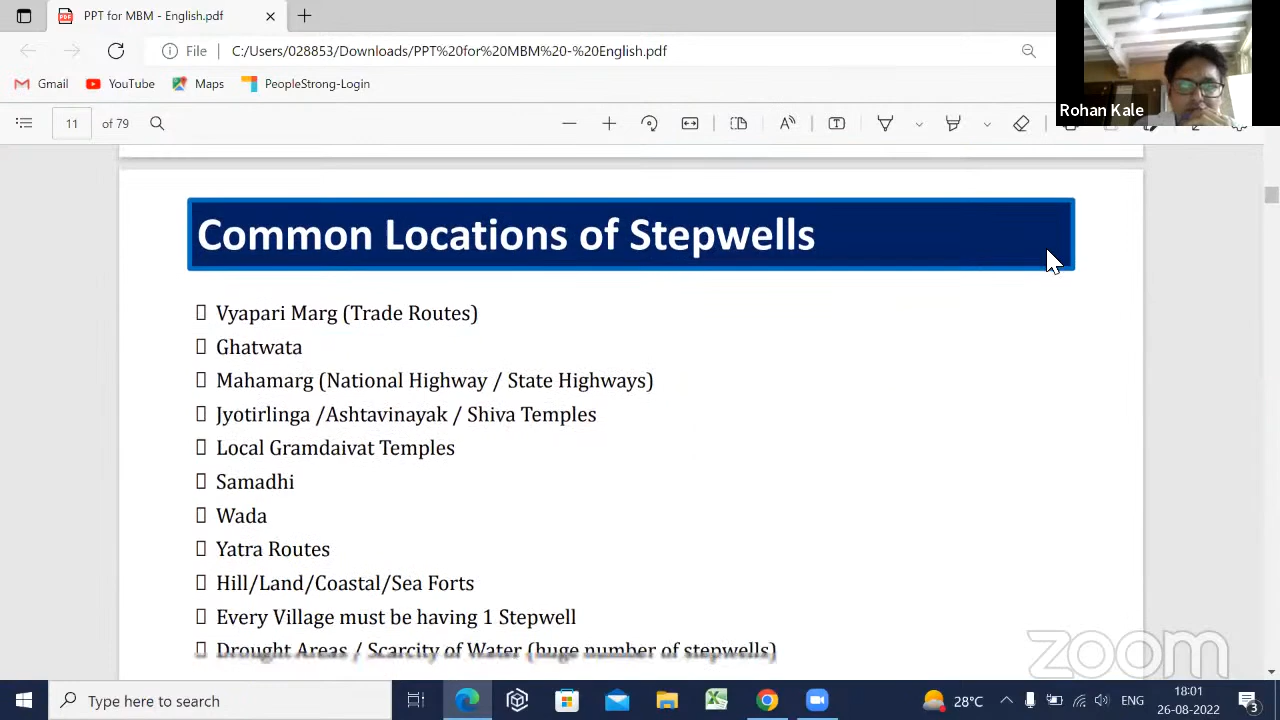 PPT for MBM - English.pdf
File
C:/Users/028853/Downloads/PPT%20for%20MBM%20-%20English.pdf
Gmail
YouTube
Maps
PeopleStrong-Login
Rohan Kale
11 of 79
Common Locations of Stepwells
Vyapari Marg (Trade Routes)
Ghatwata
Mahamarg (National Highway / State Highways)
Jyotirlinga /Ashtavinayak / Shiva Temples
Local Gramdaivat Temples
Samadhi
Wada
Yatra Routes
Hill/Land/Coastal/Sea Forts
Every Village must be having 1 Stepwell
Drought Areas / Scarcity of Water (huge number of stepwells)
zoom
Type here to search
28°C
ENG
18:01
26-08-2022
3